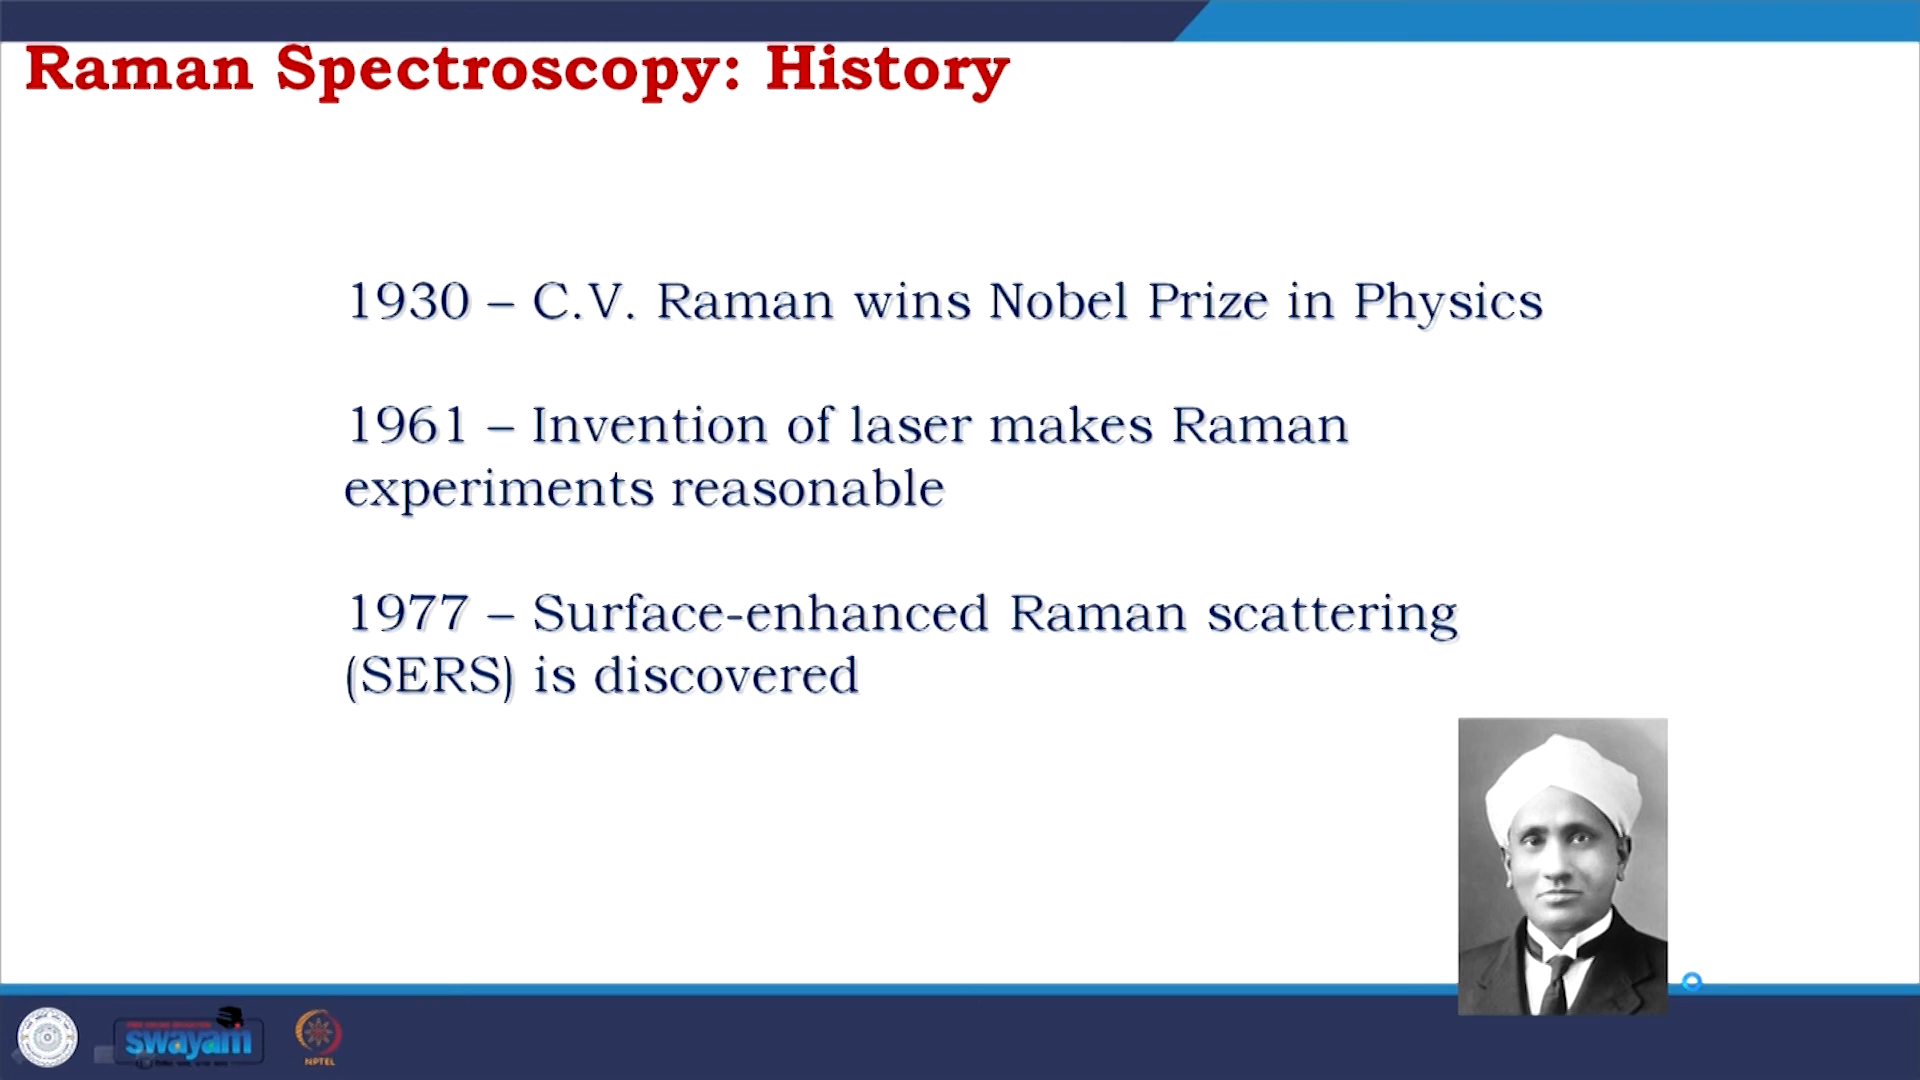 Raman Spectroscopy: History
1930 – C.V. Raman wins Nobel Prize in Physics
1961 – Invention of laser makes Raman
experiments reasonable
1977 – Surface-enhanced Raman scattering
(SERS) is discovered
swayam
NPTEL